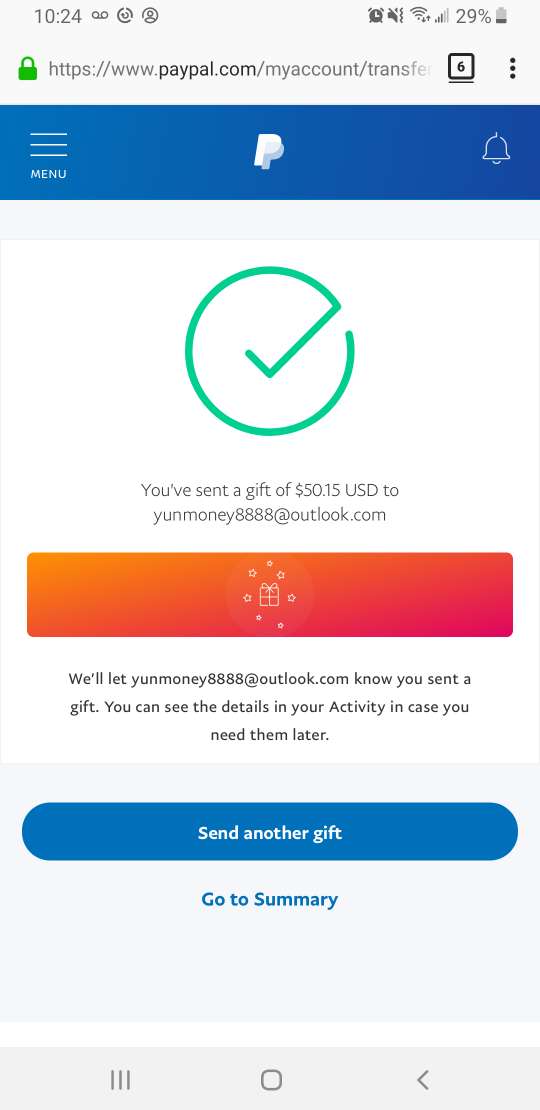 10:24
29%
https://www.paypal.com/myaccount/transfer
6
MENU
You've sent a gift of $50.15 USD to
yunmoney8888@outlook.com
We'll let yunmoney8888@outlook.com know you sent a
gift. You can see the details in your Activity in case you
need them later.
Send another gift
Go to Summary